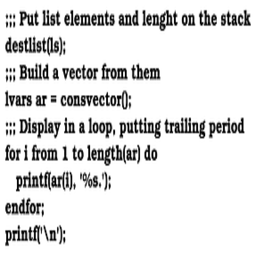 ;;; Put list elements and lenght on the stack
destlist(ls);
;;; Build a vector from them
lvars ar = consvector();
;;; Display in a loop, putting trailing period
for i from 1 to length(ar) do
printf(ar(i), '%s.');
endfor;
printf('\n');